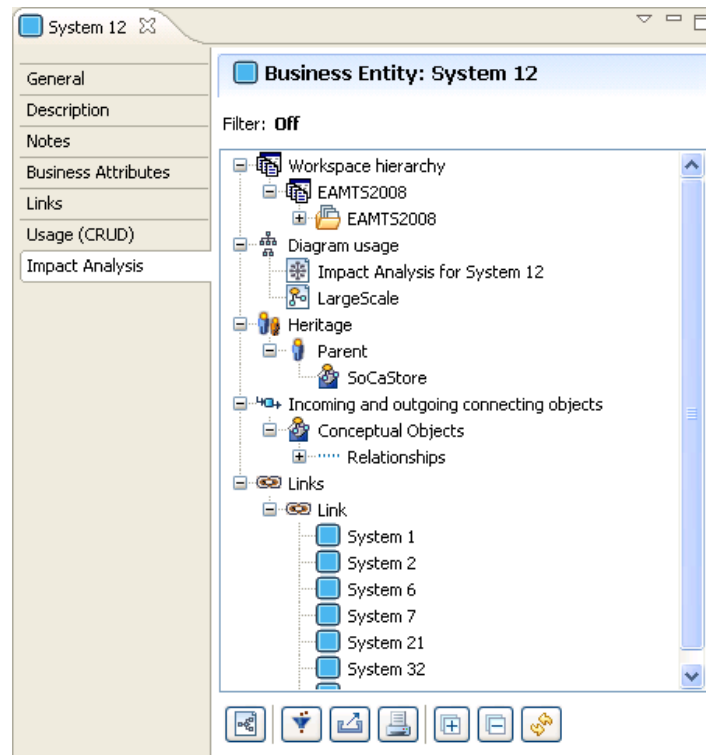 System 12
General
Description
Notes
Business Attributes
Links
Usage (CRUD)
Impact Analysis
Business Entity: System 12
Filter: Off
Workspace hierarchy
EAMTS2008
EAMTS2008
Diagram usage
Impact Analysis for System 12
LargeScale
Heritage
Parent
SoCaStore
Incoming and outgoing connecting objects
Conceptual Objects
Relationships
Links
Link
System 1
System 2
System 6
System 7
System 21
System 32